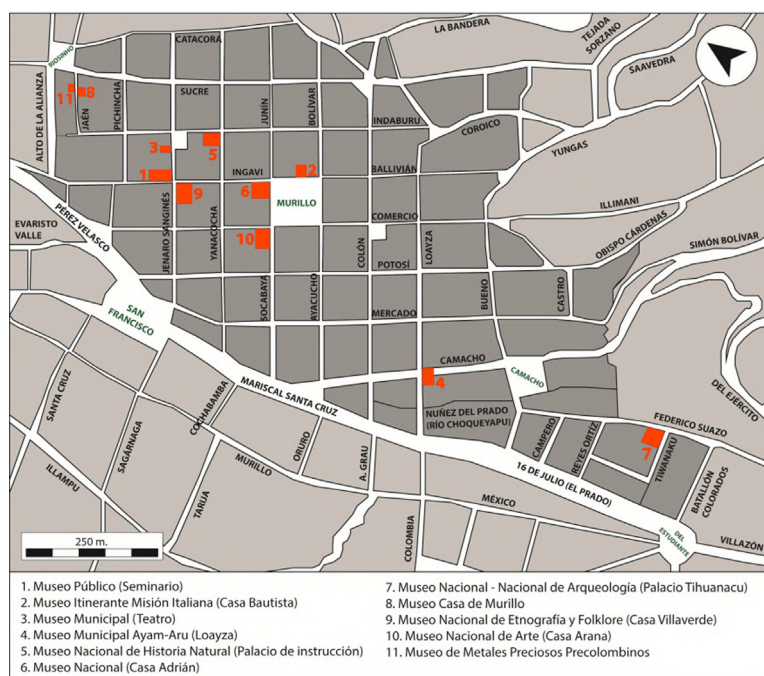 LA BANDERA
TEJADA
SORZANO
CATACORA
RIOSINHO
SAAVEDRA
ALTO DE LA ALIANZA
11
8
JAÉN
PICHINCHA
SUCRE
JUNÍN
BOLÍVAR
INDABURU
COROICO
YUNGAS
3
5
1
INGAVI
2
BALLIVIÁN
9
6
MURILLO
ILLIMANI
PÉREZ VELASCO
EVARISTO
VALLE
JENARO SANGINÉS
YANACOCHA
10
COMERCIO
OBISPO CÁRDENAS
SIMÓN BOLÍVAR
COLÓN
LOAYZA
POTOSÍ
SOCABAYA
AYACUCHO
MERCADO
BUENO
CASTRO
SAN
FRANCISCO
CAMACHO
CAMACHO
4
DEL EJÉRCITO
SANTA CRUZ
SAGÁRNAGA
COCHABAMBA
MARISCAL SANTA CRUZ
NUÑEZ DEL PRADO
(RÍO CHOQUEYAPU)
CAMPERO
REYES ORTIZ
FEDERICO SUAZO
7
TIWANAKU
ILLAMPU
MURILLO
ORURO
A. GRAU
16 DE JULIO (EL PRADO)
BATALLÓN
COLORADOS
TARIJA
MÉXICO
COLOMBIA
DEL
ESTUDIANTE
VILLAZÓN
250 m.
1. Museo Público (Seminario)
2 Museo Itinerante Misión Italiana (Casa Bautista)
3. Museo Municipal (Teatro)
4 Museo Municipal Ayam-Aru (Loayza)
5 Museo Nacional de Historia Natural (Palacio de instrucción)
6. Museo Nacional (Casa Adrián)
7. Museo Nacional - Nacional de Arqueología (Palacio Tihuanacu)
8. Museo Casa de Murillo
9. Museo Nacional de Etnografía y Folklore (Casa Villaverde)
10. Museo Nacional de Arte (Casa Arana)
11. Museo de Metales Preciosos Precolombinos